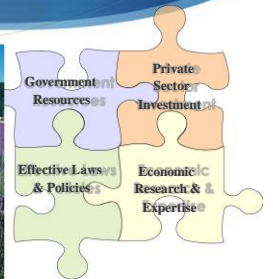 Government
Resources
Private
Sector
Investment
Effective Laws
& Policies
Economic
Research &
Expertise